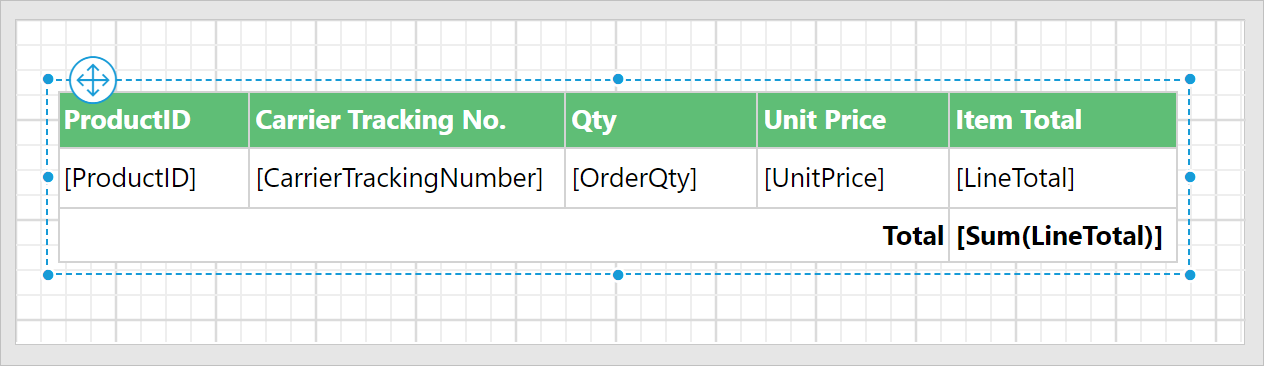 ProductID Carrier Tracking No. Qty Unit Price Item Total
[ProductID] [CarrierTrackingNumber] [OrderQty] [UnitPrice] [LineTotal]
Total [Sum(LineTotal)]